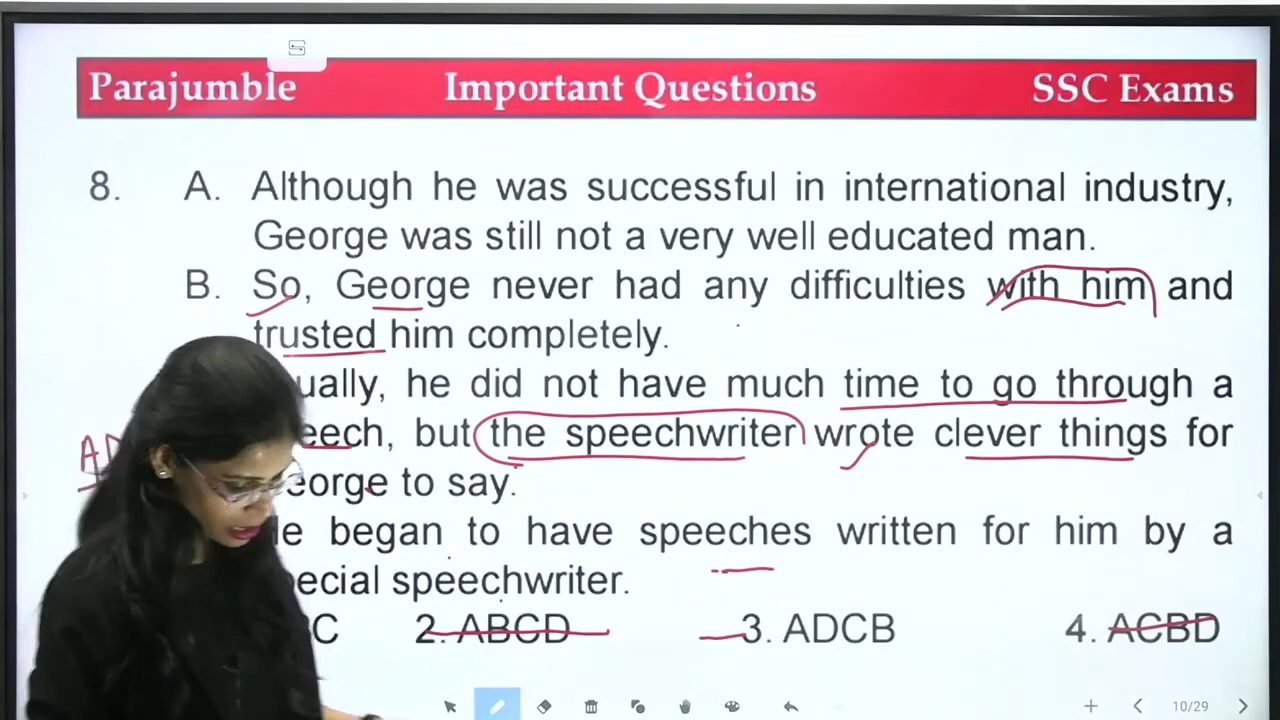 Parajumble Important Questions SSC Exams
8. A. Although he was successful in international industry,
George was still not a very well educated man.
B. So, George never had any difficulties with him and
trusted him completely.
ually, he did not have much time to go through a
eech, but the speechwriter wrote clever things for
eorge to say.
He began to have speeches written for him by a
pecial speechwriter.
C 2. ABCD 3. ADCB 4. ACBD
AD
10/29